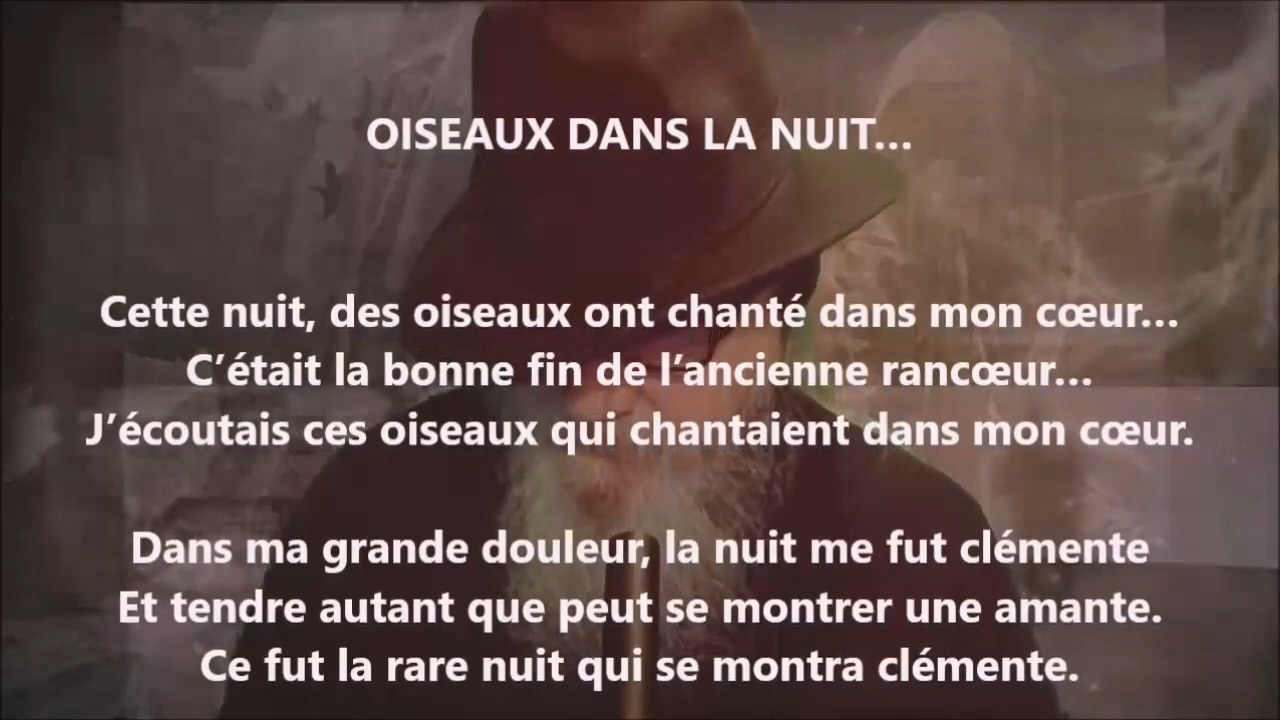 OISEAUX DANS LA NUIT...
Cette nuit, des oiseaux ont chanté dans mon cœur...
C’était la bonne fin de l’ancienne rancœur...
J’écoutais ces oiseaux qui chantaient dans mon cœur.
Dans ma grande douleur, la nuit me fut clémente
Et tendre autant que peut se montrer une amante.
Ce fut la rare nuit qui se montra clémente.